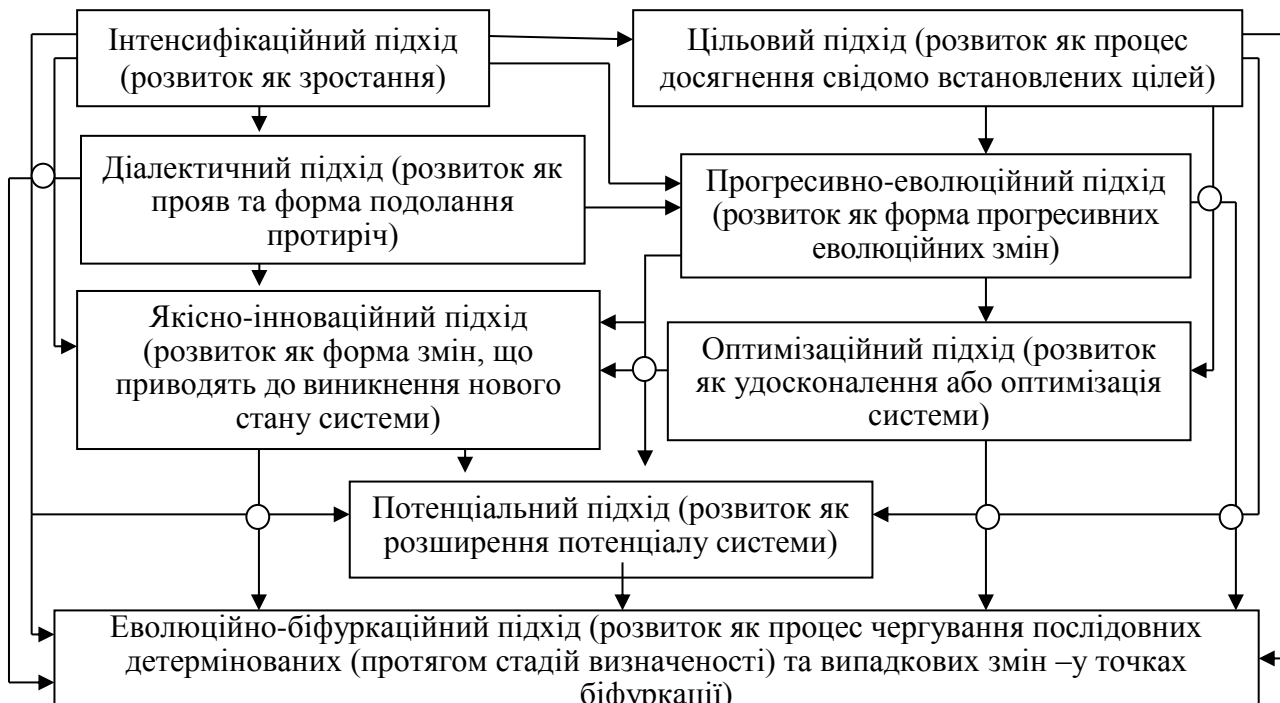 Інтенсифікаційний підхід
(розвиток як зростання)
Цільовий підхід (розвиток як процес
досягнення свідомо встановлених цілей)
Діалектичний підхід (розвиток як
прояв та форма подолання
протиріч)
Прогресивно-еволюційний підхід
(розвиток як форма прогресивних
еволюційних змін)
Якісно-інноваційний підхід
(розвиток як форма змін, що
приводять до виникнення нового
стану системи)
Оптимізаційний підхід (розвиток
як удосконалення або оптимізація
системи)
Потенціальний підхід (розвиток як
розширення потенціалу системи)
Еволюційно-біфуркаційний підхід (розвиток як процес чергування послідовних
детермінованих (протягом стадій визначеності) та випадкових змін –у точках
біфуркації)